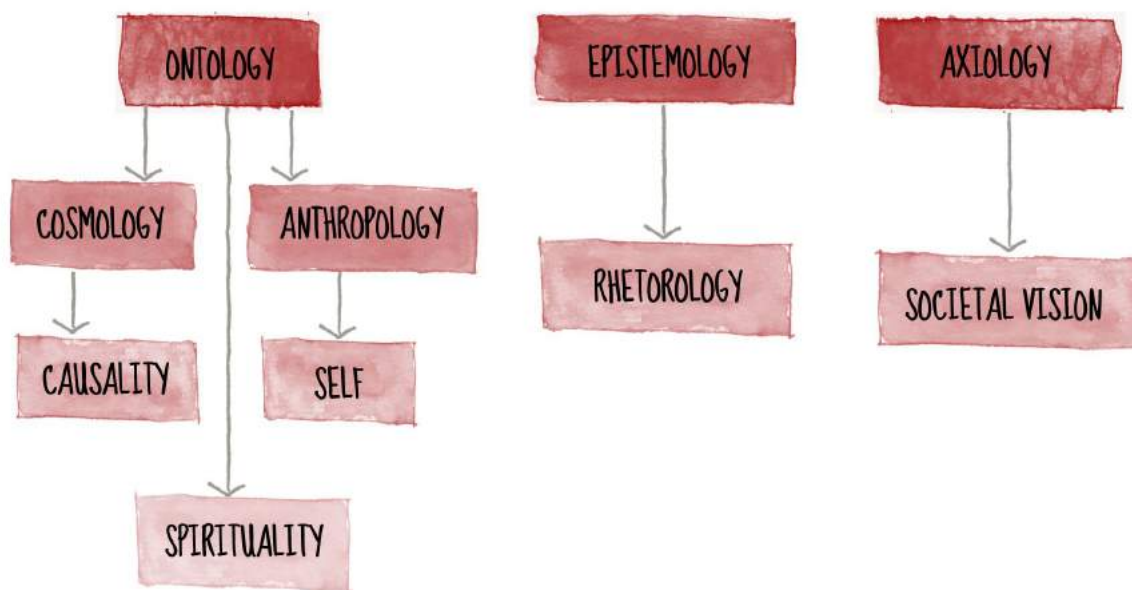 ONTOLOGY
EPISTEMOLOGY
AXIOLOGY
COSMOLOGY
ANTHROPOLOGY
RHETOROLOGY
SOCIETAL VISION
CAUSALITY
SELF
SPIRITUALITY